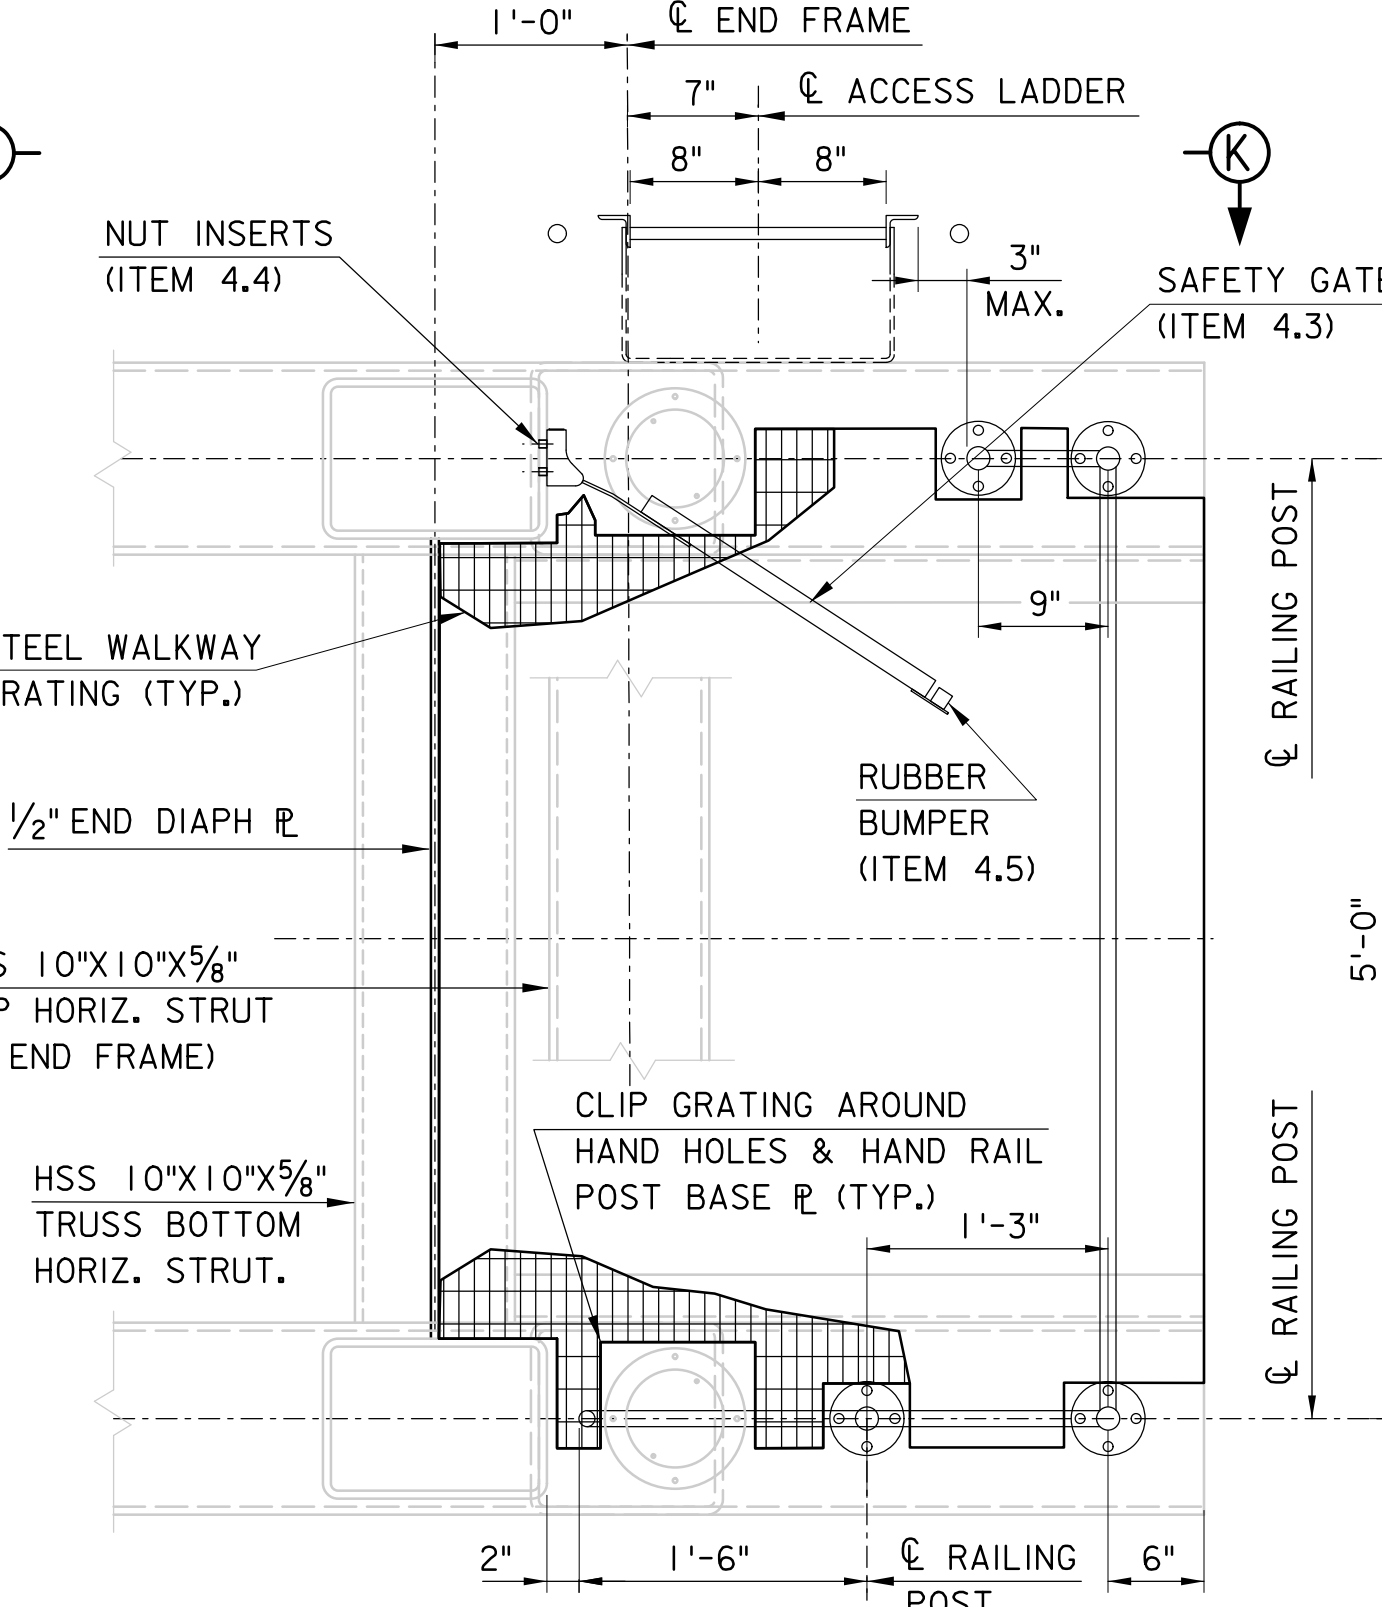 1'-0"
℄ END FRAME
7"
℄ ACCESS LADDER
8"
8"
K
NUT INSERTS
(ITEM 4.4)
3"
MAX.
SAFETY GATE
(ITEM 4.3)
℄ RAILING POST
9"
TEEL WALKWAY
RATING (TYP.)
RUBBER
BUMPER
(ITEM 4.5)
1/2" END DIAPH ⅊
5'-0"
S 10"X10"X5/8"
P HORIZ. STRUT
END FRAME)
CLIP GRATING AROUND
HAND HOLES & HAND RAIL
POST BASE ⅊ (TYP.)
℄ RAILING POST
HSS 10"X10"X5/8"
TRUSS BOTTOM
HORIZ. STRUT.
1'-3"
2"
1'-6"
℄ RAILING
POST
6"